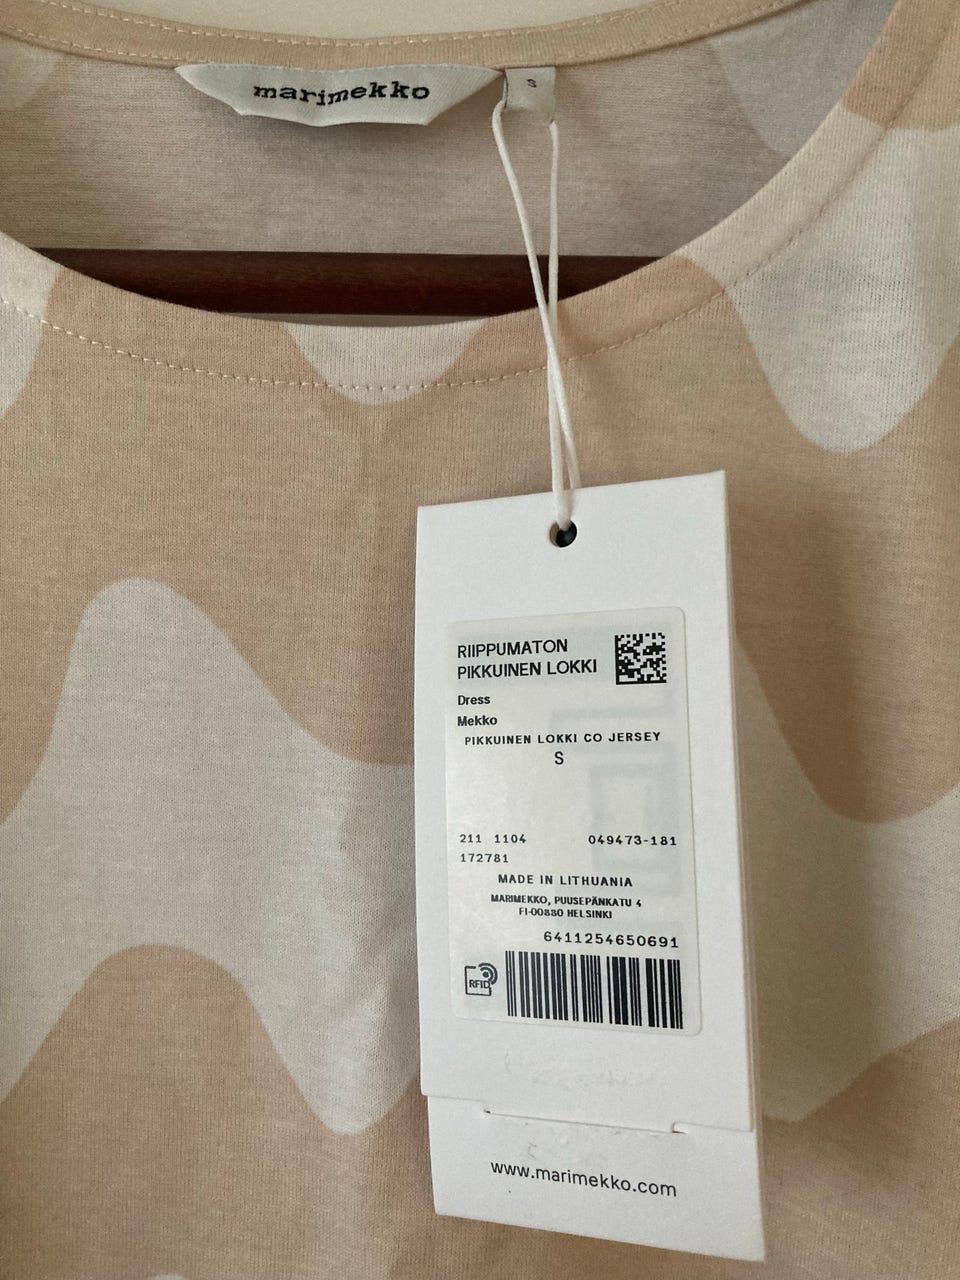 marimekko
S
RIIPPUMATON
PIKKUINEN LOKKI
Dress
Mekko
PIKKUINEN LOKKI CO JERSEY
S
211 1104 049473-181
172781
MADE IN LITHUANIA
MARIMEKKO, PUUSEPÄNKATU 4
FI-00880 HELSINKI
6411254650691
RFID
www.marimekko.com